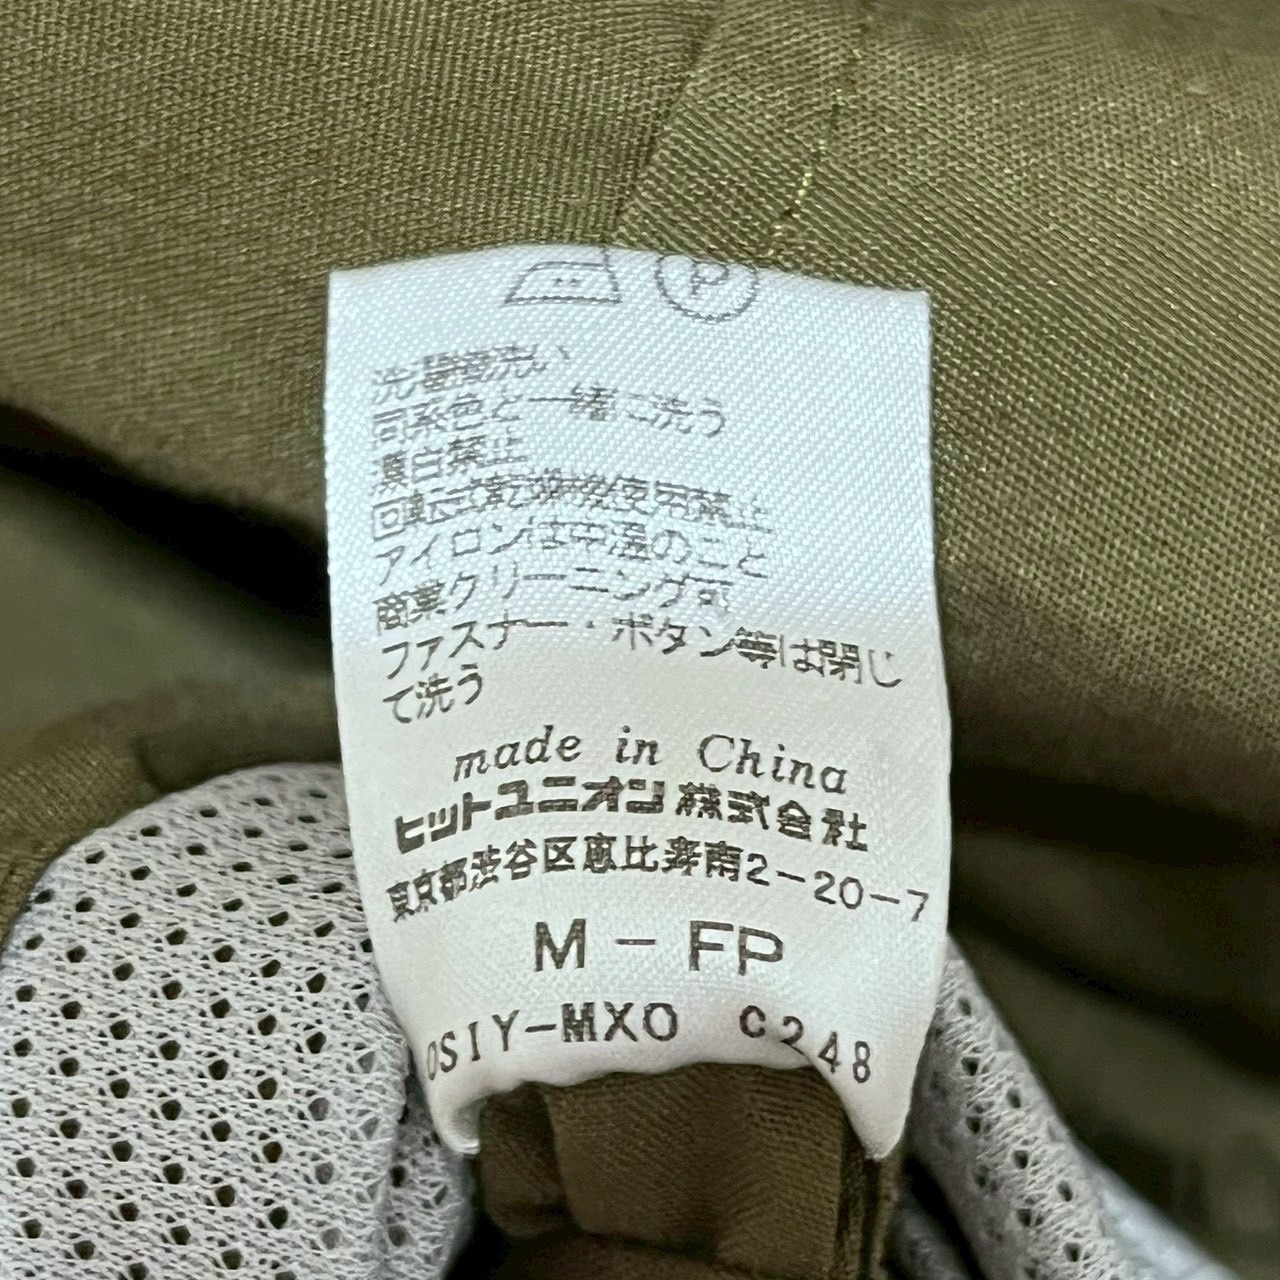 P
洗濯機洗い
同系色と一緒に洗う
漂白禁止
回転式乾燥機使用禁止
アイロンは中温のこと
商業クリーニング可
ファスナー・ボタン等は閉じ
て洗う
made in China
ヒットユニオン株式会社
東京都渋谷区恵比寿南2-20-7
M-FP
OSIY-MXO C248